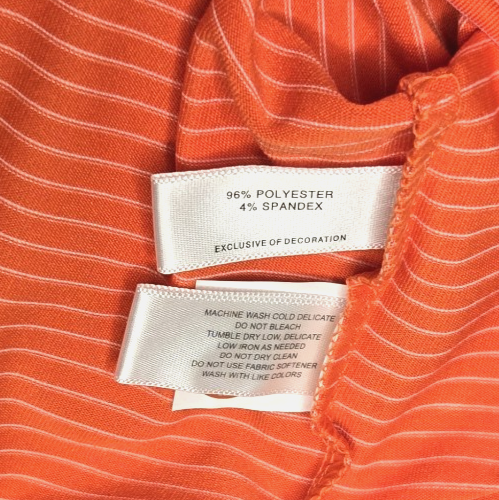 96% POLYESTER
4% SPANDEX
EXCLUSIVE OF DECORATION
MACHINE WASH COLD DELICATE
DO NOT BLEACH
TUMBLE DRY LOW, DELICATE
LOW IRON AS NEEDED
DO NOT DRY CLEAN
DO NOT USE FABRIC SOFTENER
WASH WITH LIKE COLORS